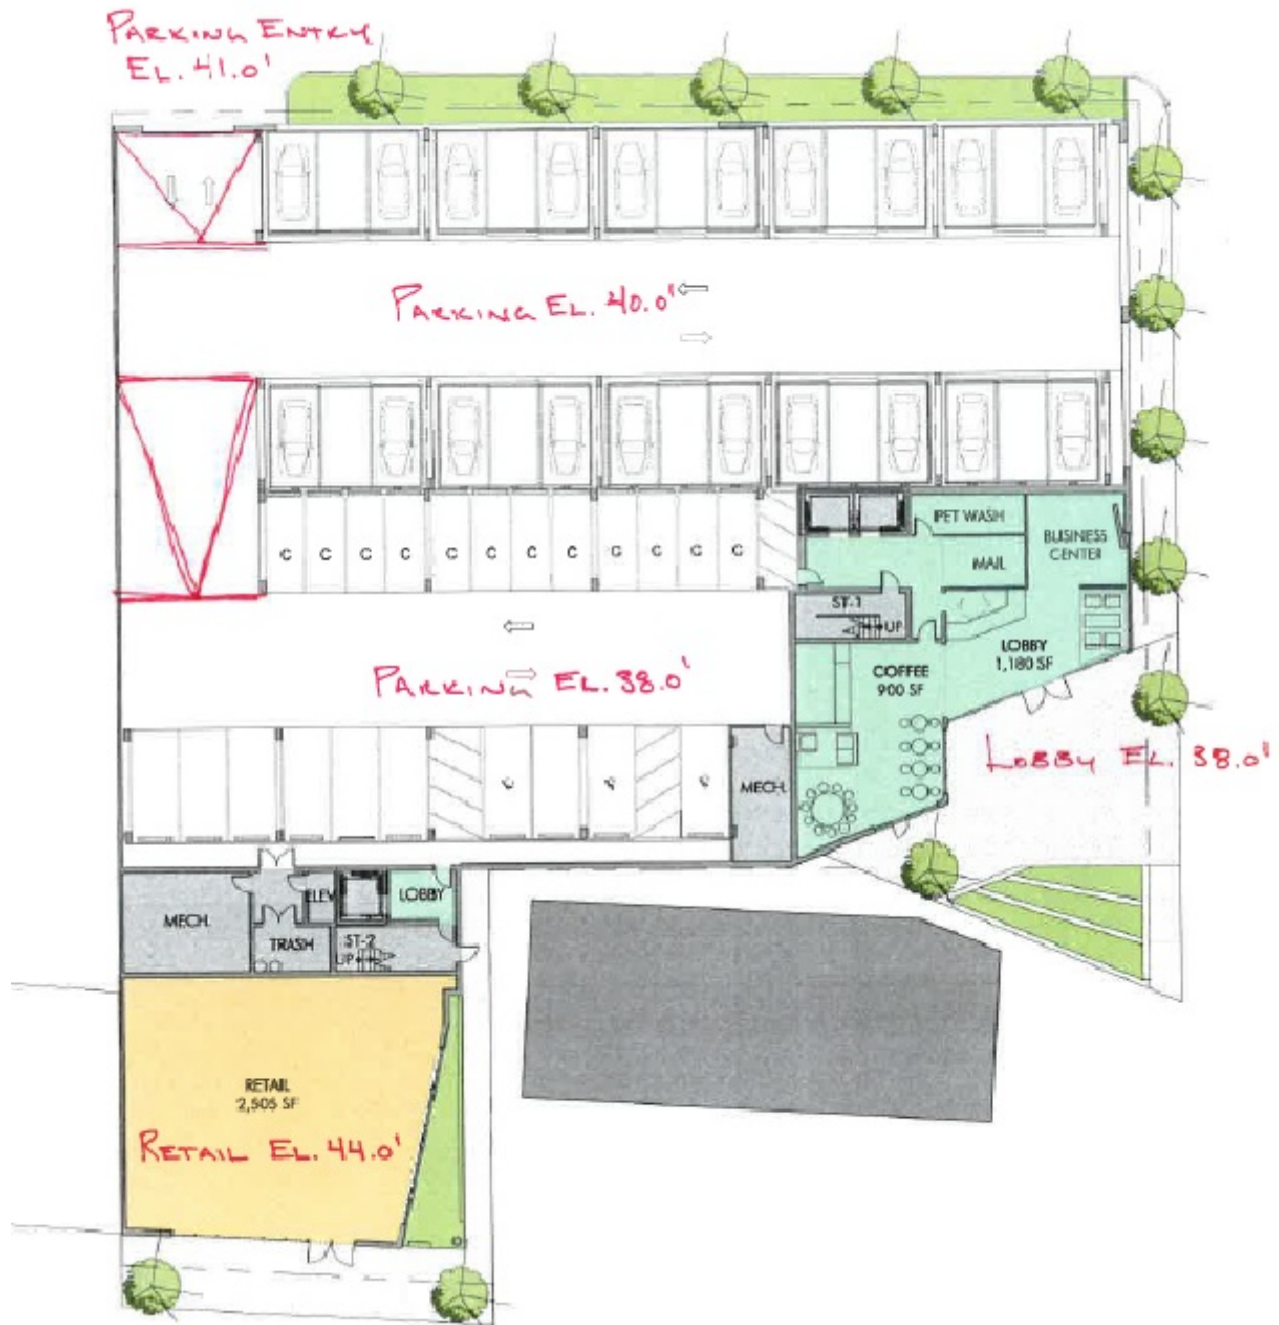 PARKING ENTRY
EL. 41.0'
PARKING EL. 40.0'
PET WASH
BUISINESS
CENTER
MAIL
C C C C C C C C C C C C
ST-1
UP
LOBBY
1,180 SF
COFFEE
900 SF
PARKING EL. 38.0'
LOBBY EL. 38.0'
MECH.
C C
ELEV
LOBBY
MECH.
TRASH
ST-2
UP
RETAIL
2,505 SF
RETAIL EL. 44.0'